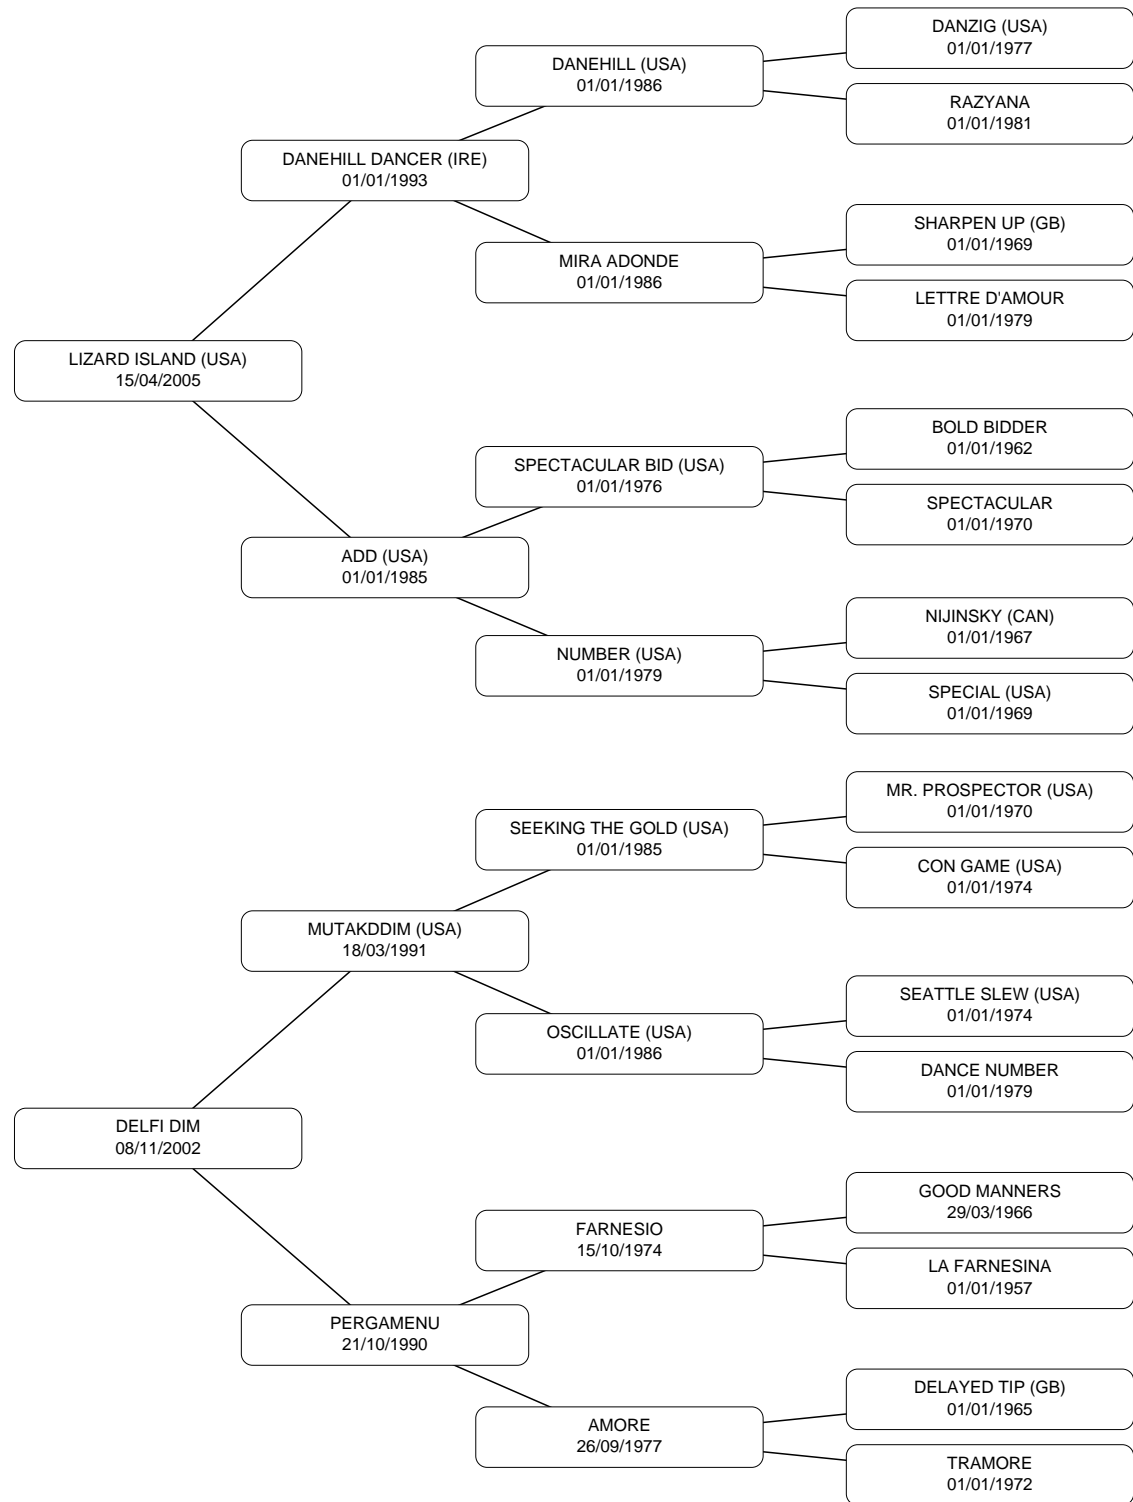 DANZIG (USA)
01/01/1977
DANEHILL (USA)
01/01/1986
RAZYANA
01/01/1981
DANEHILL DANCER (IRE)
01/01/1993
SHARPEN UP (GB)
01/01/1969
MIRA ADONDE
01/01/1986
LETTRE D'AMOUR
01/01/1979
LIZARD ISLAND (USA)
15/04/2005
BOLD BIDDER
01/01/1962
SPECTACULAR BID (USA)
01/01/1976
SPECTACULAR
01/01/1970
ADD (USA)
01/01/1985
NIJINSKY (CAN)
01/01/1967
NUMBER (USA)
01/01/1979
SPECIAL (USA)
01/01/1969
MR. PROSPECTOR (USA)
01/01/1970
SEEKING THE GOLD (USA)
01/01/1985
CON GAME (USA)
01/01/1974
MUTAKDDIM (USA)
18/03/1991
SEATTLE SLEW (USA)
01/01/1974
OSCILLATE (USA)
01/01/1986
DANCE NUMBER
01/01/1979
DELFI DIM
08/11/2002
GOOD MANNERS
29/03/1966
FARNESIO
15/10/1974
LA FARNESINA
01/01/1957
PERGAMENU
21/10/1990
DELAYED TIP (GB)
01/01/1965
AMORE
26/09/1977
TRAMORE
01/01/1972